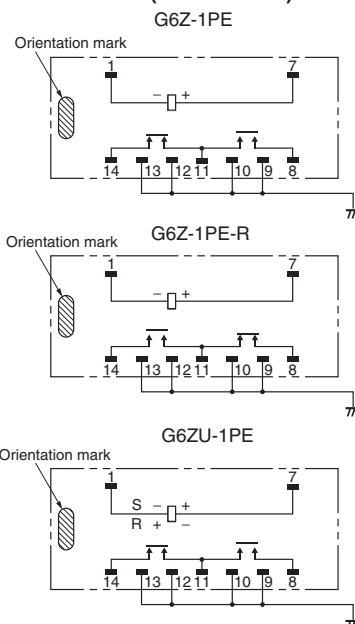 G6Z-1PE
Orientation mark
1 7
− +
14 13 12 11 10 9 8
G6Z-1PE-R
Orientation mark
1 7
− +
14 13 12 11 10 9 8
G6ZU-1PE
Orientation mark
1 7
S − +
R + −
14 13 12 11 10 9 8